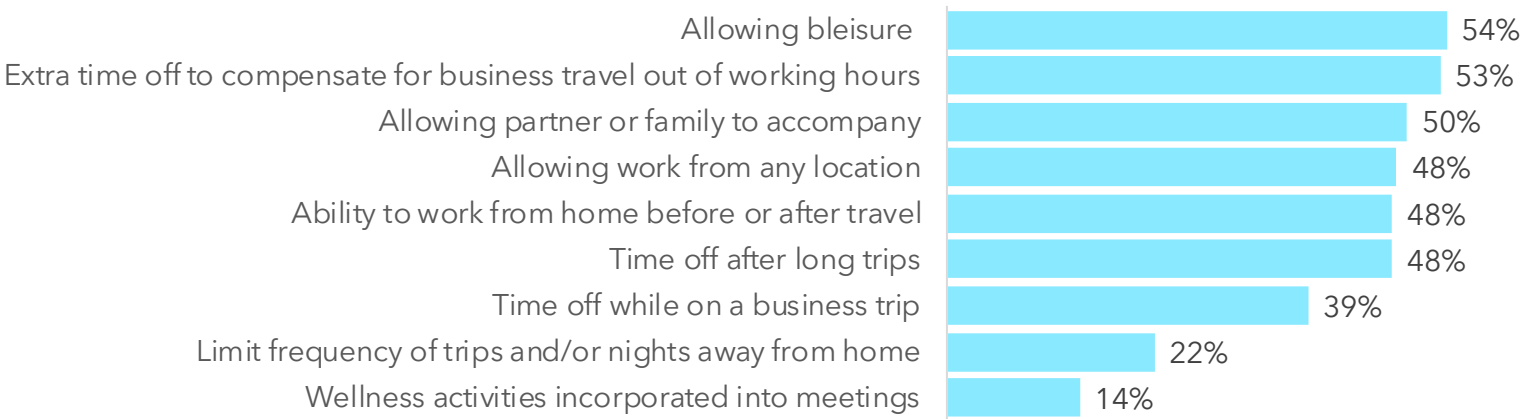 Allowing bleisure 54%
Extra time off to compensate for business travel out of working hours 53%
Allowing partner or family to accompany 50%
Allowing work from any location 48%
Ability to work from home before or after travel 48%
Time off after long trips 48%
Time off while on a business trip 39%
Limit frequency of trips and/or nights away from home 22%
Wellness activities incorporated into meetings 14%